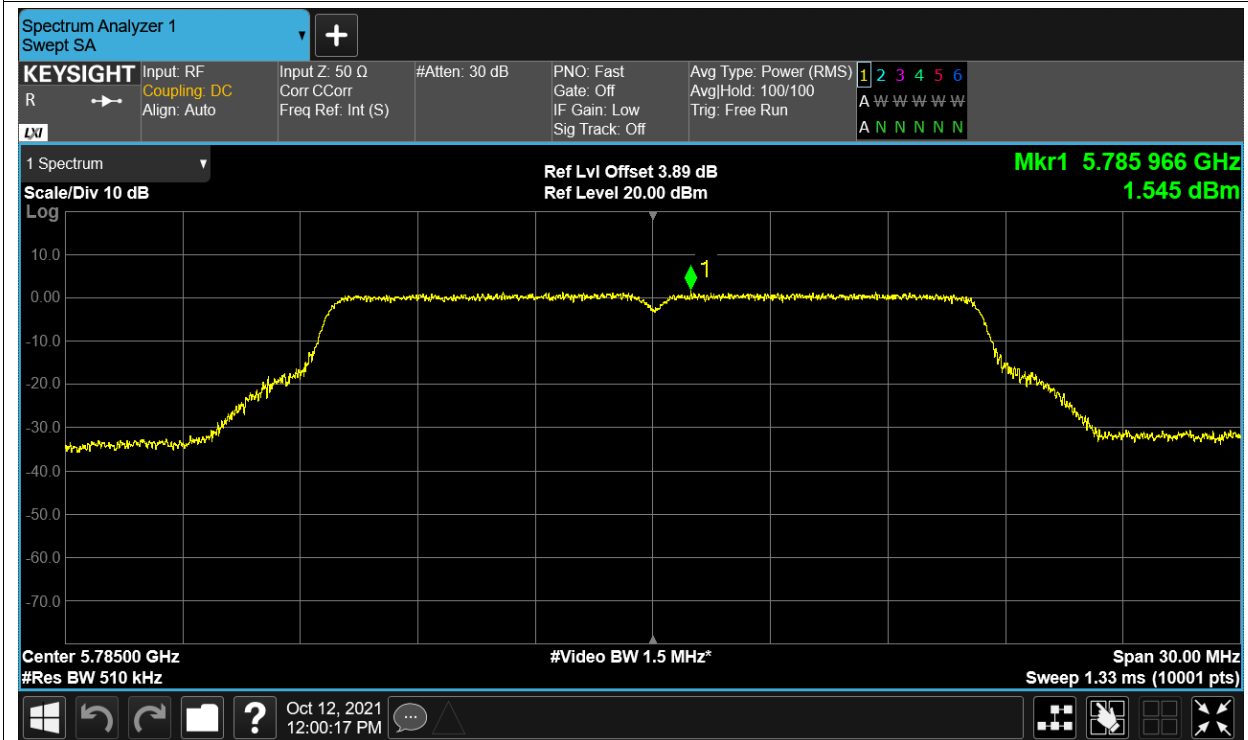 Spectrum Analyzer 1
Swept SA
KEYSIGHT
R
LXI
Input: RF
Coupling: DC
Align: Auto
Input Z: 50 Ω
Corr CCorr
Freq Ref: Int (S)
#Atten: 30 dB
PNO: Fast
Gate: Off
IF Gain: Low
Sig Track: Off
Avg Type: Power (RMS)
Avg|Hold: 100/100
Trig: Free Run
1 2 3 4 5 6
A W W W W W
A N N N N N
1 Spectrum
Scale/Div 10 dB
Log
Ref Lvl Offset 3.89 dB
Ref Level 20.00 dBm
Mkr1 5.785 966 GHz
1.545 dBm
1
10.0
0.00
-10.0
-20.0
-30.0
-40.0
-50.0
-60.0
-70.0
Center 5.78500 GHz
#Res BW 510 kHz
#Video BW 1.5 MHz*
Span 30.00 MHz
Sweep 1.33 ms (10001 pts)
?
Oct 12, 2021
12:00:17 PM